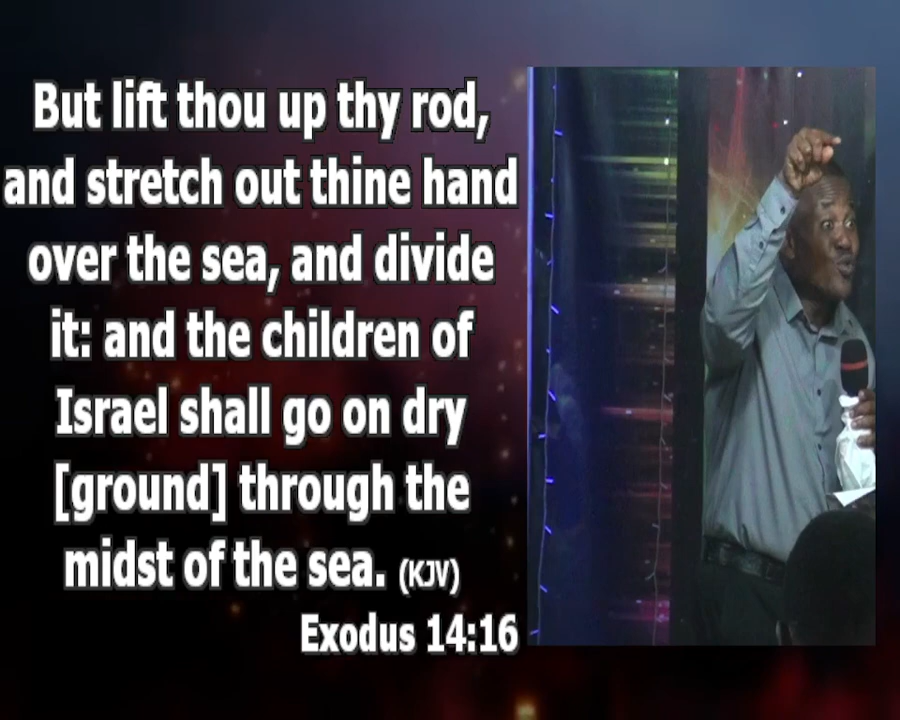 But lift thou up thy rod,
and stretch out thine hand
over the sea, and divide
it: and the children of
Israel shall go on dry
[ground] through the
midst of the sea. (KJV)
Exodus 14:16